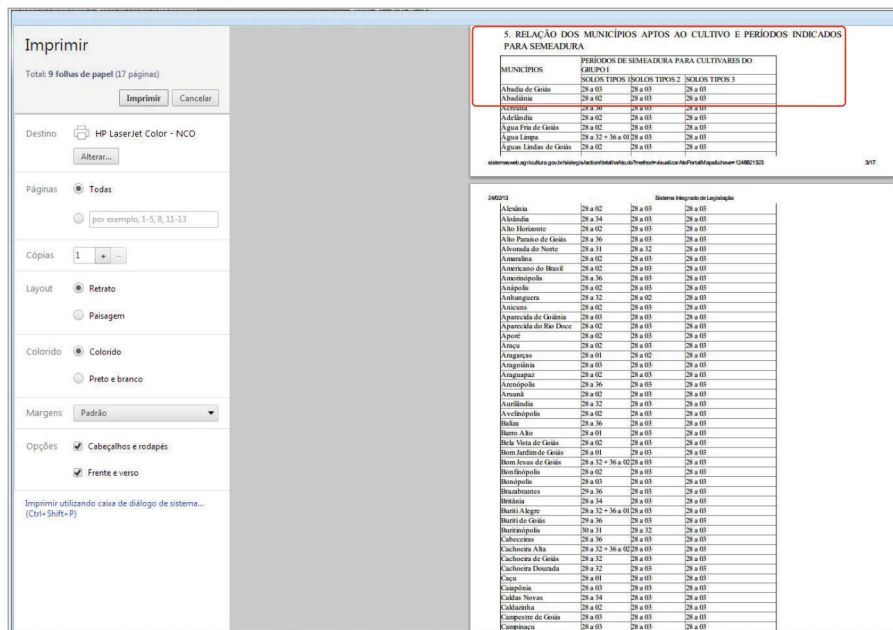 Imprimir
Total: 9 folhas de papel (17 páginas)
Imprimir Cancelar
Destino HP LaserJet Color - NCO
Alterar...
Páginas Todas
por exemplo, 1-5, 8, 11-13
Cópias 1 + -
Layout Retrato
Paisagem
Colorido Colorido
Preto e branco
Margens Padrão
Opções Cabeçalhos e rodapés
Frente e verso
Imprimir utilizando caixa de diálogo de sistema...
(Ctrl+Shift+P)
5. RELAÇÃO DOS MUNICÍPIOS APTOS AO CULTIVO E PERÍODOS INDICADOS
PARA SEMEADURA
MUNICÍPIOS PERÍODOS DE SEMEADURA PARA CULTIVARES DO
GRUPO I
SOLOS TIPOS 1 SOLOS TIPOS 2 SOLOS TIPOS 3
Abadia de Goiás 28 a 03 28 a 03 28 a 03
Abadiânia 28 a 02 28 a 03 28 a 03
Acreúna 28 a 36 28 a 03 28 a 03
Adelândia 28 a 02 28 a 03 28 a 03
Água Fria de Goiás 28 a 02 28 a 03 28 a 03
Água Limpa 28 a 32 + 36 a 01 28 a 03 28 a 03
Águas Lindas de Goiás 28 a 02 28 a 03 28 a 03
3/17
24/02/13 Sistema Integrado de Legislação
Alexânia 28 a 02 28 a 03 28 a 03
Aloândia 28 a 34 28 a 03 28 a 03
Alto Horizonte 28 a 02 28 a 03 28 a 03
Alto Paraíso de Goiás 28 a 36 28 a 03 28 a 03
Alvorada do Norte 28 a 31 28 a 32 28 a 03
Amaralina 28 a 02 28 a 03 28 a 03
Americano do Brasil 28 a 02 28 a 03 28 a 03
Amorinópolis 28 a 36 28 a 03 28 a 03
Anápolis 28 a 02 28 a 03 28 a 03
Anhanguera 28 a 32 28 a 02 28 a 03
Anicuns 28 a 02 28 a 03 28 a 03
Aparecida de Goiânia 28 a 03 28 a 03 28 a 03
Aparecida do Rio Doce 28 a 02 28 a 03 28 a 03
Aporé 28 a 02 28 a 03 28 a 03
Araçu 28 a 02 28 a 03 28 a 03
Aragarças 28 a 01 28 a 02 28 a 03
Aragoiânia 28 a 03 28 a 03 28 a 03
Araguapaz 28 a 02 28 a 03 28 a 03
Arenópolis 28 a 36 28 a 03 28 a 03
Aruanã 28 a 02 28 a 03 28 a 03
Aurilândia 28 a 32 28 a 03 28 a 03
Avelinópolis 28 a 02 28 a 03 28 a 03
Baliza 28 a 36 28 a 03 28 a 03
Barro Alto 28 a 01 28 a 03 28 a 03
Bela Vista de Goiás 28 a 02 28 a 03 28 a 03
Bom Jardim de Goiás 28 a 01 28 a 03 28 a 03
Bom Jesus de Goiás 28 a 32 + 36 a 02 28 a 03 28 a 03
Bonfinópolis 28 a 02 28 a 03 28 a 03
Bonópolis 28 a 03 28 a 03 28 a 03
Brazabrantes 29 a 36 28 a 03 28 a 03
Britânia 28 a 34 28 a 03 28 a 03
Buriti Alegre 28 a 32 + 36 a 01 28 a 03 28 a 03
Buriti de Goiás 29 a 36 28 a 03 28 a 03
Buritinópolis 30 a 31 28 a 32 28 a 03
Cabeceiras 28 a 36 28 a 03 28 a 03
Cachoeira Alta 28 a 32 + 36 a 02 28 a 03 28 a 03
Cachoeira de Goiás 28 a 32 28 a 03 28 a 03
Cachoeira Dourada 28 a 32 28 a 03 28 a 03
Caçu 28 a 01 28 a 03 28 a 03
Caiapônia 28 a 03 28 a 03 28 a 03
Caldas Novas 28 a 34 28 a 03 28 a 03
Caldazinha 28 a 02 28 a 03 28 a 03
Campestre de Goiás 28 a 03 28 a 03 28 a 03
Campinaçu 28 a 03 28 a 03 28 a 03